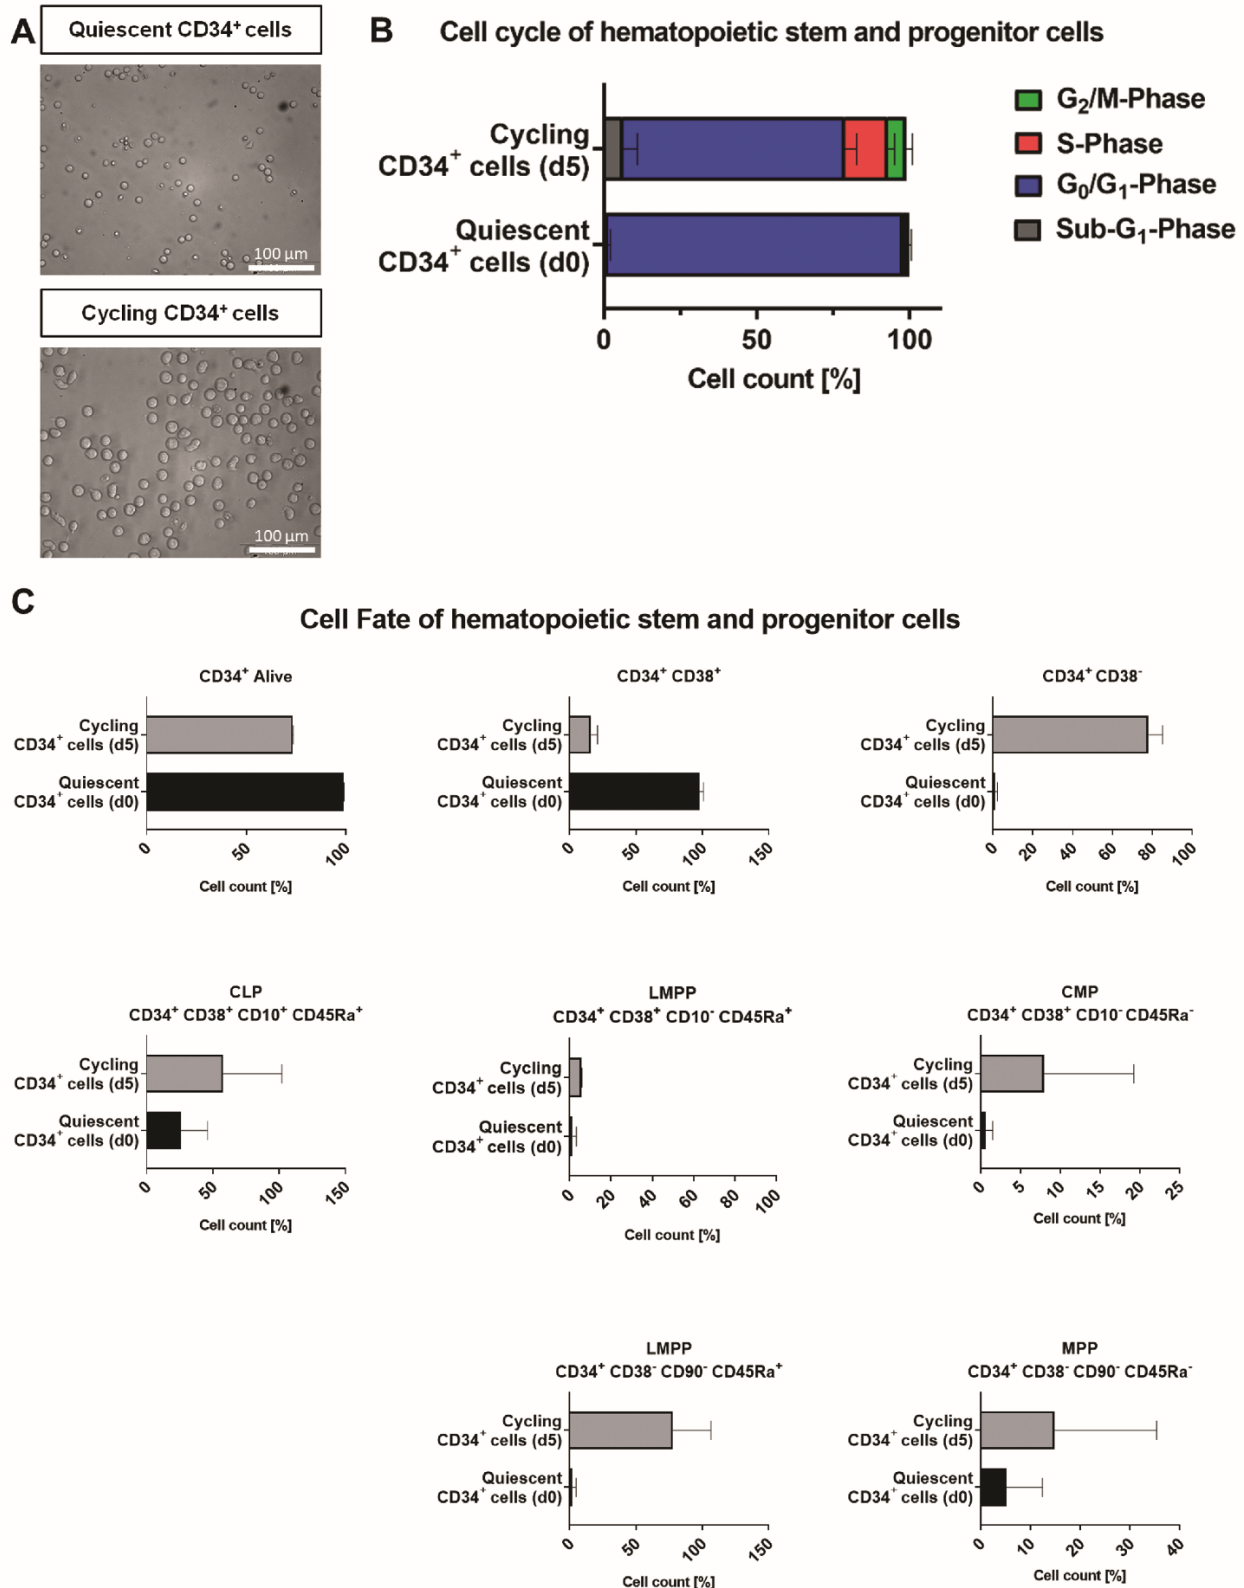 A
Quiescent CD34⁺ cells
100 µm
Cycling CD34⁺ cells
100 µm
B
Cell cycle of hematopoietic stem and progenitor cells
Cycling
CD34⁺ cells (d5)
Quiescent
CD34⁺ cells (d0)
0 50 100
Cell count [%]
G₂/M-Phase
S-Phase
G₀/G₁-Phase
Sub-G₁-Phase
C
Cell Fate of hematopoietic stem and progenitor cells
CD34⁺ Alive
Cycling
CD34⁺ cells (d5)
Quiescent
CD34⁺ cells (d0)
0 50 100
Cell count [%]
CD34⁺ CD38⁺
Cycling
CD34⁺ cells (d5)
Quiescent
CD34⁺ cells (d0)
0 50 100 150
Cell count [%]
CD34⁺ CD38⁻
Cycling
CD34⁺ cells (d5)
Quiescent
CD34⁺ cells (d0)
0 20 40 60 80 100
Cell count [%]
CLP
CD34⁺ CD38⁺ CD10⁺ CD45Ra⁺
Cycling
CD34⁺ cells (d5)
Quiescent
CD34⁺ cells (d0)
0 50 100 150
Cell count [%]
LMPP
CD34⁺ CD38⁺ CD10⁻ CD45Ra⁺
Cycling
CD34⁺ cells (d5)
Quiescent
CD34⁺ cells (d0)
0 20 40 60 80 100
Cell count [%]
CMP
CD34⁺ CD38⁺ CD10⁻ CD45Ra⁻
Cycling
CD34⁺ cells (d5)
Quiescent
CD34⁺ cells (d0)
0 5 10 15 20 25
Cell count [%]
LMPP
CD34⁺ CD38⁻ CD90⁻ CD45Ra⁺
Cycling
CD34⁺ cells (d5)
Quiescent
CD34⁺ cells (d0)
0 50 100 150
Cell count [%]
MPP
CD34⁺ CD38⁻ CD90⁻ CD45Ra⁻
Cycling
CD34⁺ cells (d5)
Quiescent
CD34⁺ cells (d0)
0 10 20 30 40
Cell count [%]